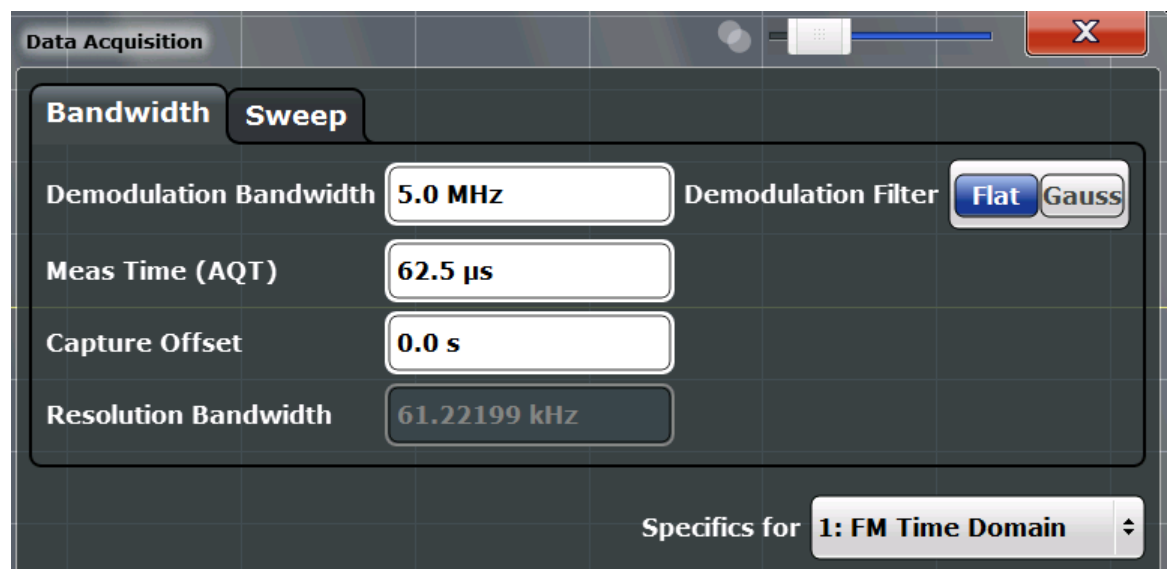 Data Acquisition
X
Bandwidth Sweep
Demodulation Bandwidth 5.0 MHz Demodulation Filter Flat Gauss
Meas Time (AQT) 62.5 µs
Capture Offset 0.0 s
Resolution Bandwidth 61.22199 kHz
Specifics for 1: FM Time Domain